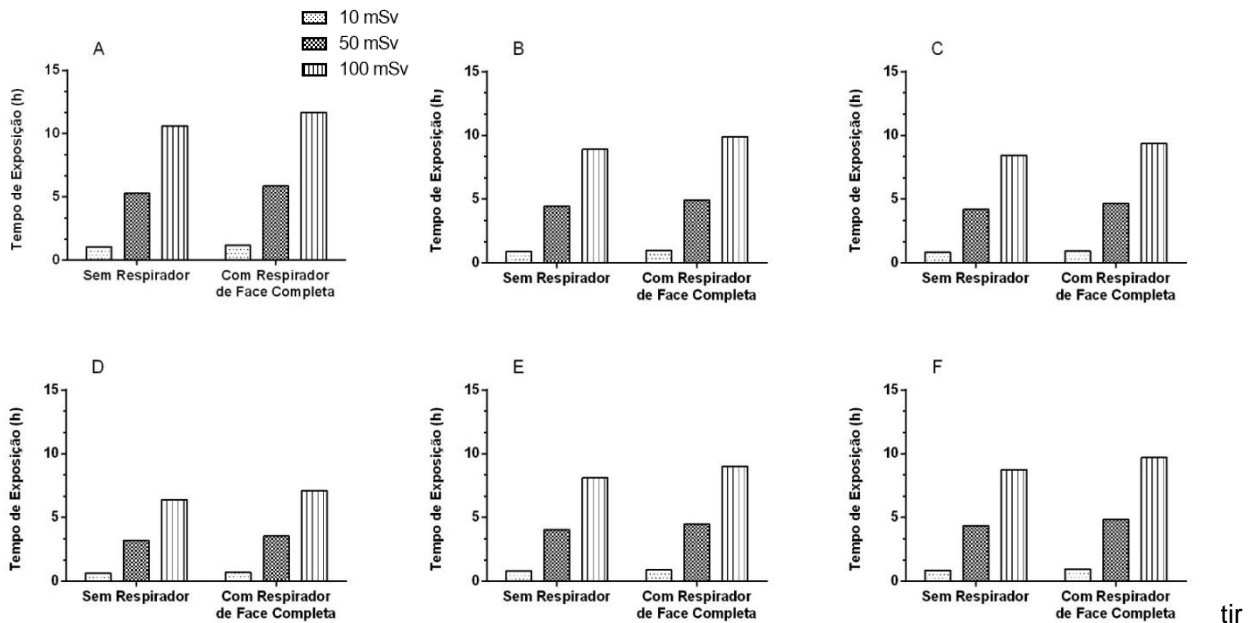 10 mSv
50 mSv
100 mSv
A
Tempo de Exposição (h)
15
10
5
0
Sem Respirador
Com Respirador
de Face Completa
B
Tempo de Exposição (h)
15
10
5
0
Sem Respirador
Com Respirador
de Face Completa
C
Tempo de Exposição (h)
15
10
5
0
Sem Respirador
Com Respirador
de Face Completa
D
Tempo de Exposição (h)
15
10
5
0
Sem Respirador
Com Respirador
de Face Completa
E
Tempo de Exposição (h)
15
10
5
0
Sem Respirador
Com Respirador
de Face Completa
F
Tempo de Exposição (h)
15
10
5
0
Sem Respirador
Com Respirador
de Face Completa
tir